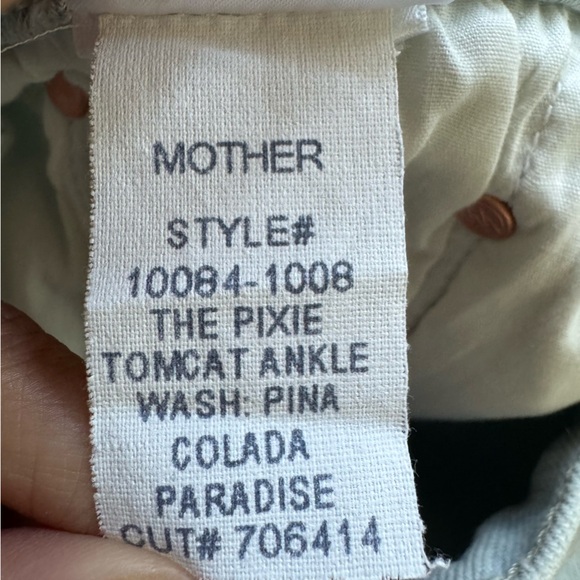 MOTHER
STYLE#
10084-1008
THE PIXIE
TOMCAT ANKLE
WASH: PINA
COLADA
PARADISE
CUT# 706414